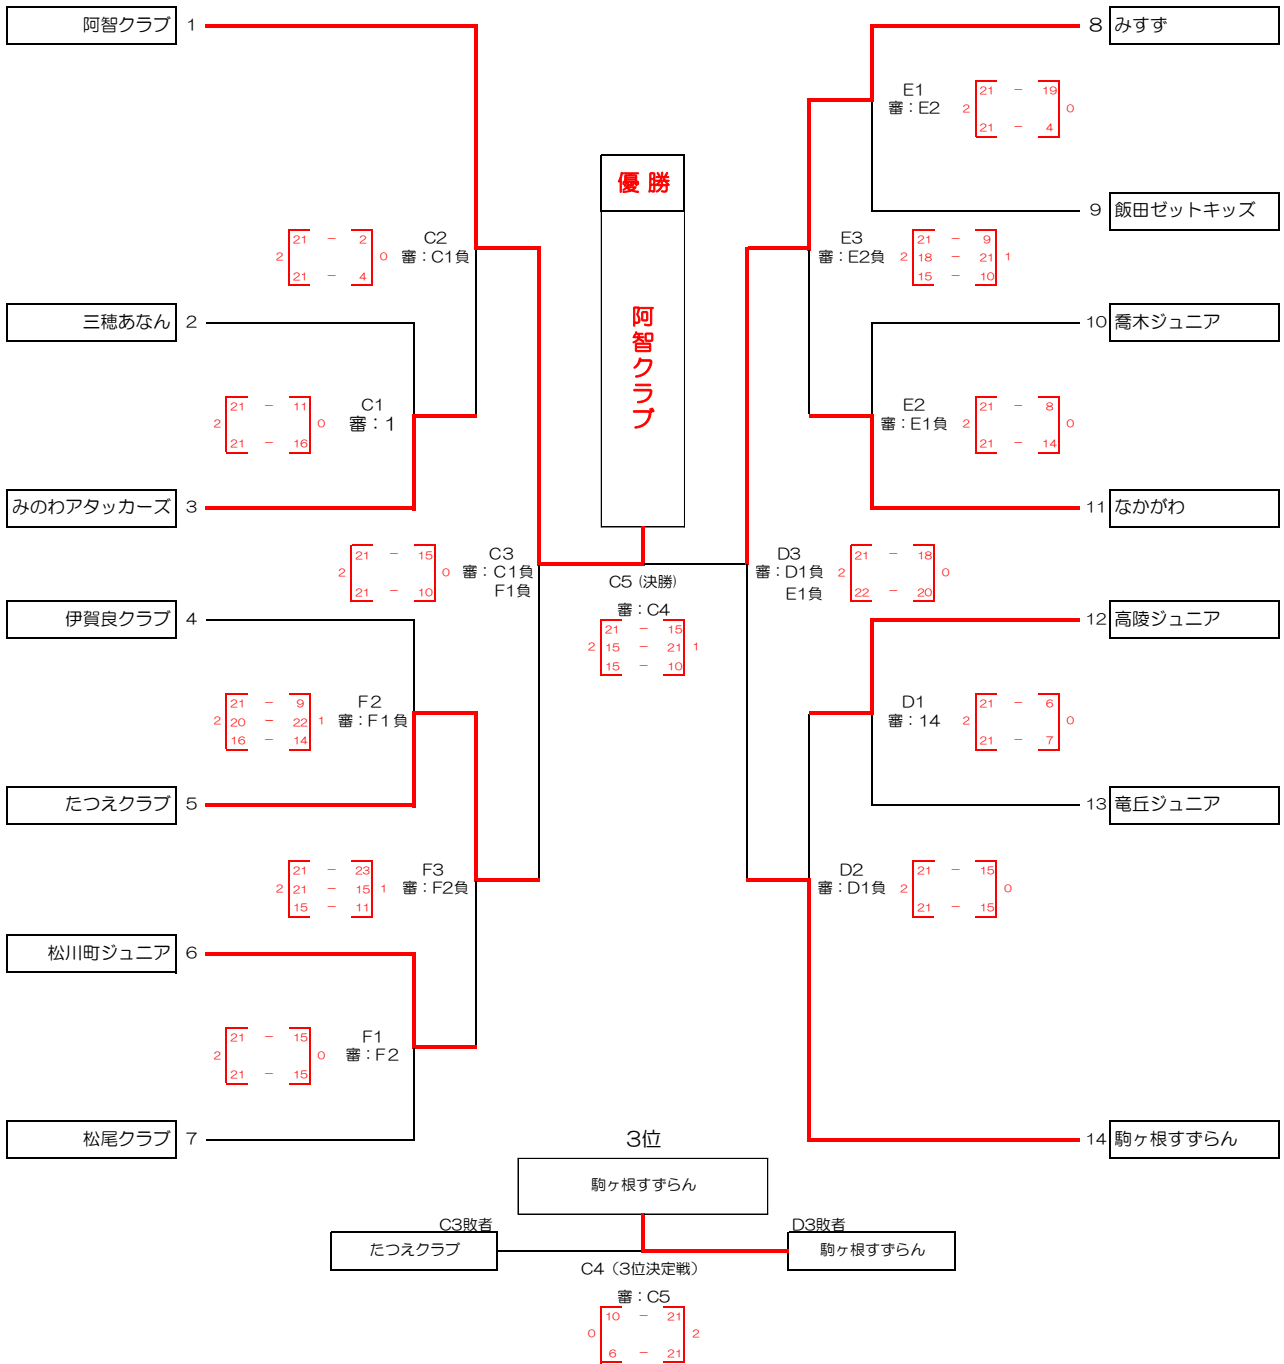 阿智クラブ 1
8 みすず
E1
審：E2
21 － 19
2 0
21 － 4
優 勝
阿智クラブ
9 飯田ゼットキッズ
C2
審：C1負
21 － 2
2 0
21 － 4
E3
審：E2負
21 － 9
2 18 － 21 1
15 － 10
三穂あなん 2
10 喬木ジュニア
C1
審：1
21 － 11
2 0
21 － 16
E2
審：E1負
21 － 8
2 0
21 － 14
みのわアタッカーズ 3
11 なかがわ
C3
審：C1負
F1負
21 － 15
2 0
21 － 10
D3
審：D1負
E1負
21 － 18
2 0
22 － 20
C5 (決勝)
審：C4
21 － 15
2 15 － 21 1
15 － 10
伊賀良クラブ 4
12 高陵ジュニア
F2
審：F1負
21 － 9
2 20 － 22 1
16 － 14
D1
審：14
21 － 6
2 0
21 － 7
たつえクラブ 5
13 竜丘ジュニア
F3
審：F2負
21 － 23
2 21 － 15 1
15 － 11
D2
審：D1負
21 － 15
2 0
21 － 15
松川町ジュニア 6
F1
審：F2
21 － 15
2 0
21 － 15
松尾クラブ 7
14 駒ヶ根すずらん
3位
駒ヶ根すずらん
C3敗者
D3敗者
たつえクラブ
駒ヶ根すずらん
C4（3位決定戦）
審：C5
10 － 21
0 2
6 － 21